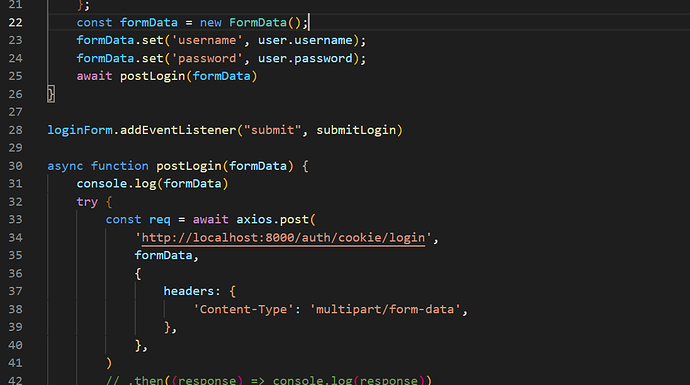 21 };
22 const formData = new FormData();
23 formData.set('username', user.username);
24 formData.set('password', user.password);
25 await postLogin(formData)
26 }
27
28 loginForm.addEventListener("submit", submitLogin)
29
30 async function postLogin(formData) {
31 console.log(formData)
32 try {
33 const req = await axios.post(
34 'http://localhost:8000/auth/cookie/login',
35 formData,
36 {
37 headers: {
38 'Content-Type': 'multipart/form-data',
39 },
40 },
41 )
42 // .then((response) => console.log(response))